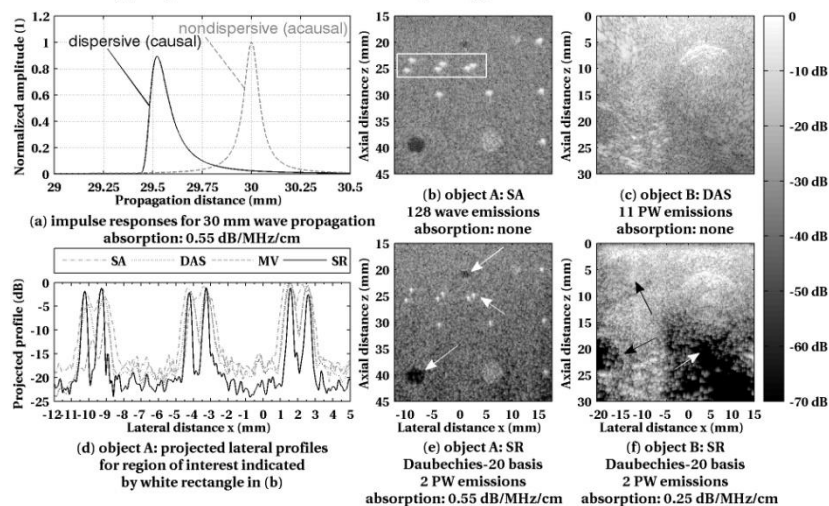 Normalized amplitude (1)
1.2
1
0.8
0.6
0.4
0.2
0
nondispersive (acausal)
dispersive (causal)
29 29.25 29.5 29.75 30 30.25 30.5
Propagation distance (mm)
(a) impulse responses for 30 mm wave propagation
absorption: 0.55 dB/MHz/cm
Axial distance z (mm)
15
20
25
30
35
40
45
(b) object A: SA
128 wave emissions
absorption: none
Axial distance z (mm)
0
5
10
15
20
25
30
(c) object B: DAS
11 PW emissions
absorption: none
0
-10 dB
-20 dB
-30 dB
-40 dB
-50 dB
-60 dB
-70 dB
SA DAS MV SR
Projected profile (dB)
0
-5
-10
-15
-20
-25
-12 -11 -10 -9 -8 -7 -6 -5 -4 -3 -2 -1 0 1 2 3 4 5
Lateral distance x (mm)
(d) object A: projected lateral profiles
for region of interest indicated
by white rectangle in (b)
Axial distance z (mm)
15
20
25
30
35
40
45
-10 -5 0 5 10 15
Lateral distance x (mm)
(e) object A: SR
Daubechies-20 basis
2 PW emissions
absorption: 0.55 dB/MHz/cm
Axial distance z (mm)
0
5
10
15
20
25
30
-20 -15 -10 -5 0 5 10 15
Lateral distance x (mm)
(f) object B: SR
Daubechies-20 basis
2 PW emissions
absorption: 0.25 dB/MHz/cm